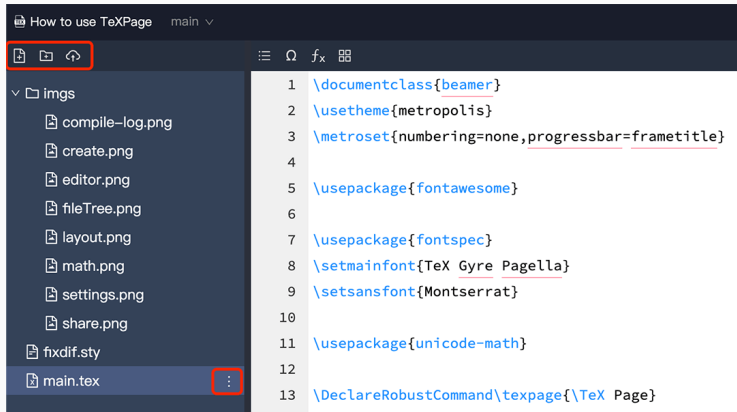 How to use TeXPage main
imgs
compile-log.png
create.png
editor.png
fileTree.png
layout.png
math.png
settings.png
share.png
fixdif.sty
main.tex
Ω fx
1 \documentclass{beamer}
2 \usetheme{metropolis}
3 \metroset{numbering=none,progressbar=frametitle}
4
5 \usepackage{fontawesome}
6
7 \usepackage{fontspec}
8 \setmainfont{TeX Gyre Pagella}
9 \setsansfont{Montserrat}
10
11 \usepackage{unicode-math}
12
13 \DeclareRobustCommand\texpage{\TeX Page}